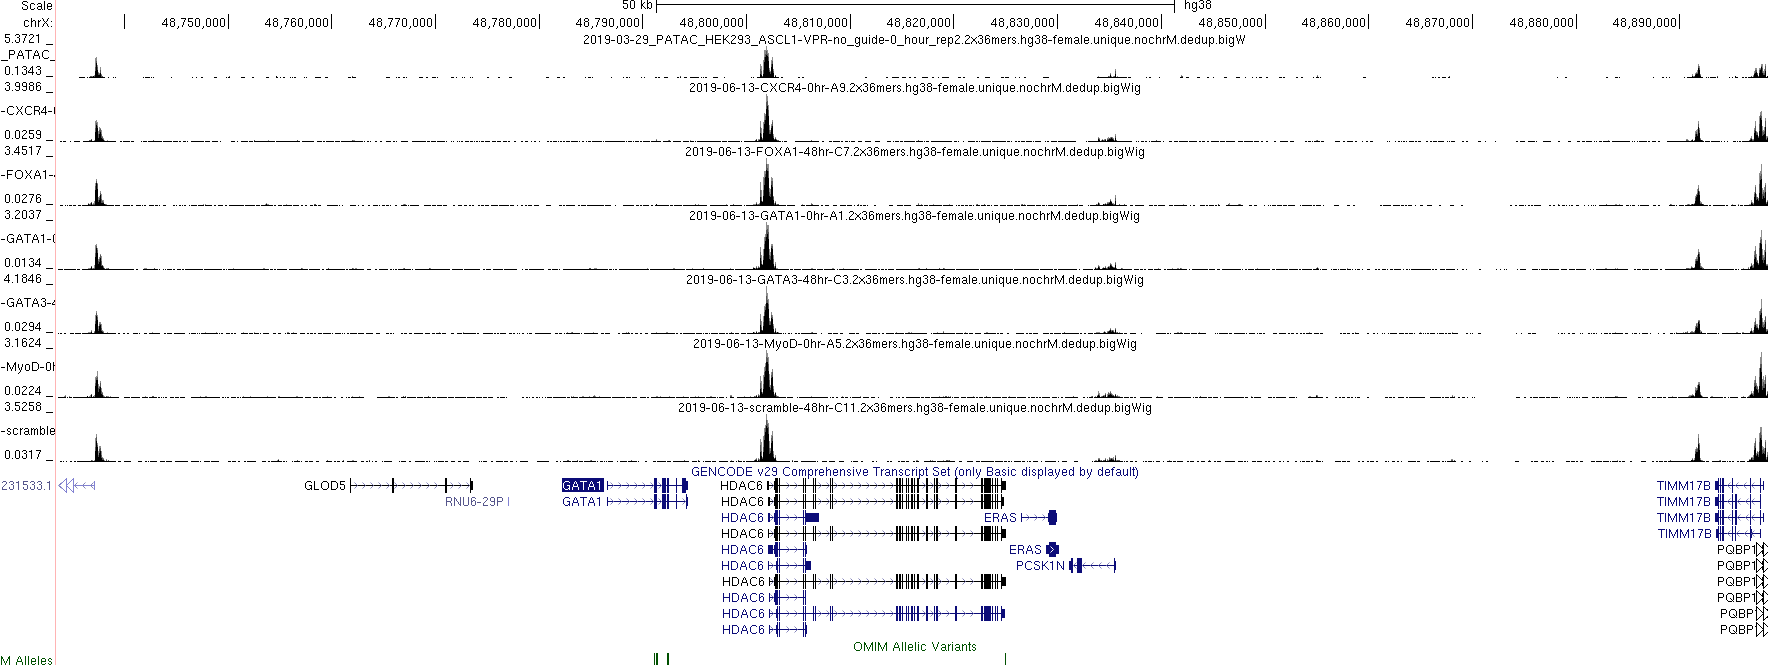 Scale 50 kb hg38
chrX: 48,750,000 48,760,000 48,770,000 48,780,000 48,790,000 48,800,000 48,810,000 48,820,000 48,830,000 48,840,000 48,850,000 48,860,000 48,870,000 48,880,000 48,890,000
5.3721 _ 2019-03-29_PATAC_HEK293_ASCL1-VPR-no_guide-0_hour_rep2.2x36mers.hg38-female.unique.nochrM.dedup.bigW
_PATAC_
0.1343 _
3.9986 _ 2019-06-13-CXCR4-0hr-A9.2x36mers.hg38-female.unique.nochrM.dedup.bigWig
-CXCR4-
0.0259 _
3.4517 _ 2019-06-13-FOXA1-48hr-C7.2x36mers.hg38-female.unique.nochrM.dedup.bigWig
-FOXA1-
0.0276 _
3.2037 _ 2019-06-13-GATA1-0hr-A1.2x36mers.hg38-female.unique.nochrM.dedup.bigWig
-GATA1-0
0.0134 _
4.1846 _ 2019-06-13-GATA3-48hr-C3.2x36mers.hg38-female.unique.nochrM.dedup.bigWig
-GATA3-4
0.0294 _
3.1624 _ 2019-06-13-MyoD-0hr-A5.2x36mers.hg38-female.unique.nochrM.dedup.bigWig
-MyoD-0h
0.0224 _
3.5258 _ 2019-06-13-scramble-48hr-C11.2x36mers.hg38-female.unique.nochrM.dedup.bigWig
-scramble
0.0317 _
GENCODE v29 Comprehensive Transcript Set (only Basic displayed by default)
231533.1 GLOD5 GATA1 HDAC6 TIMM17B
RNU6-29P GATA1 HDAC6 TIMM17B
HDAC6 ERAS TIMM17B
HDAC6 TIMM17B
HDAC6 ERAS PQBP1
HDAC6 PCSK1N PQBP1
HDAC6 PQBP1
HDAC6 PQBP1
HDAC6 PQBP
HDAC6 PQBP
OMIM Allelic Variants
M Alleles